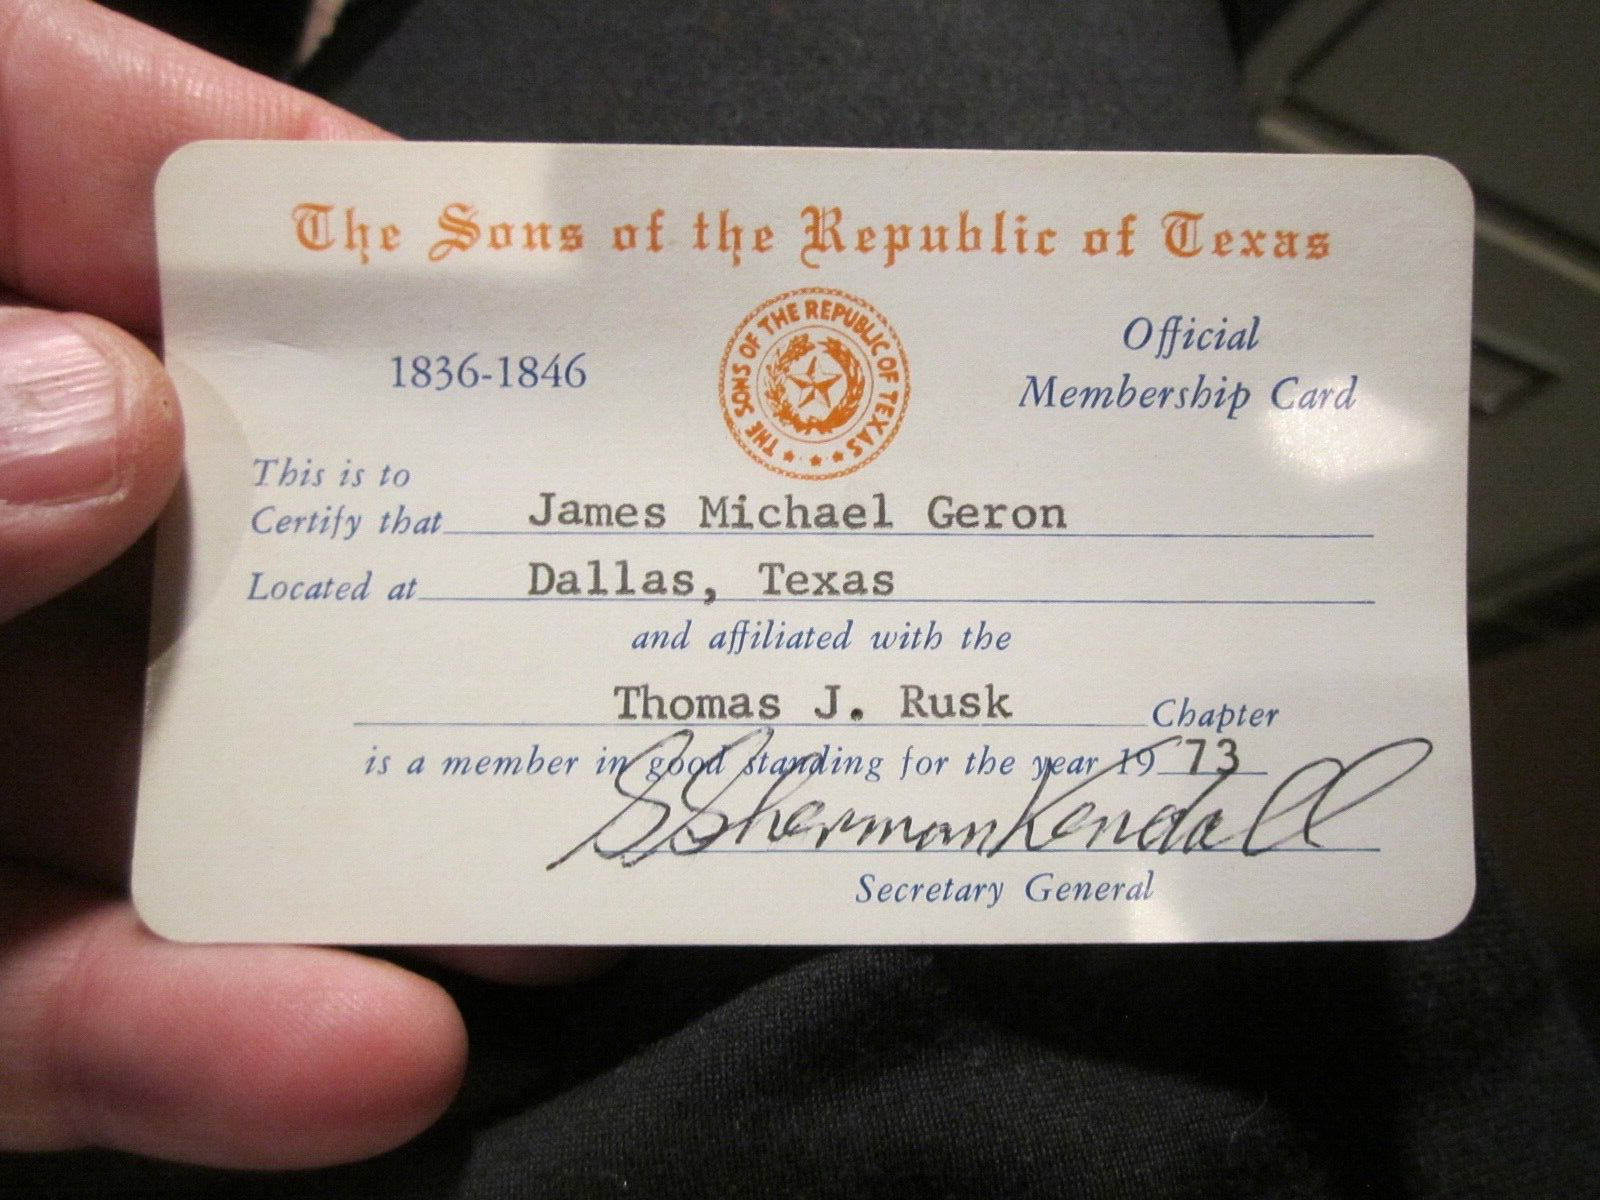 The Sons of the Republic of Texas
1836-1846
THE SONS OF THE REPUBLIC OF TEXAS
Official
Membership Card
This is to
Certify that James Michael Geron
Located at Dallas, Texas
and affiliated with the
Thomas J. Rusk Chapter
is a member in good standing for the year 1973
S Sherman Kendall
Secretary General